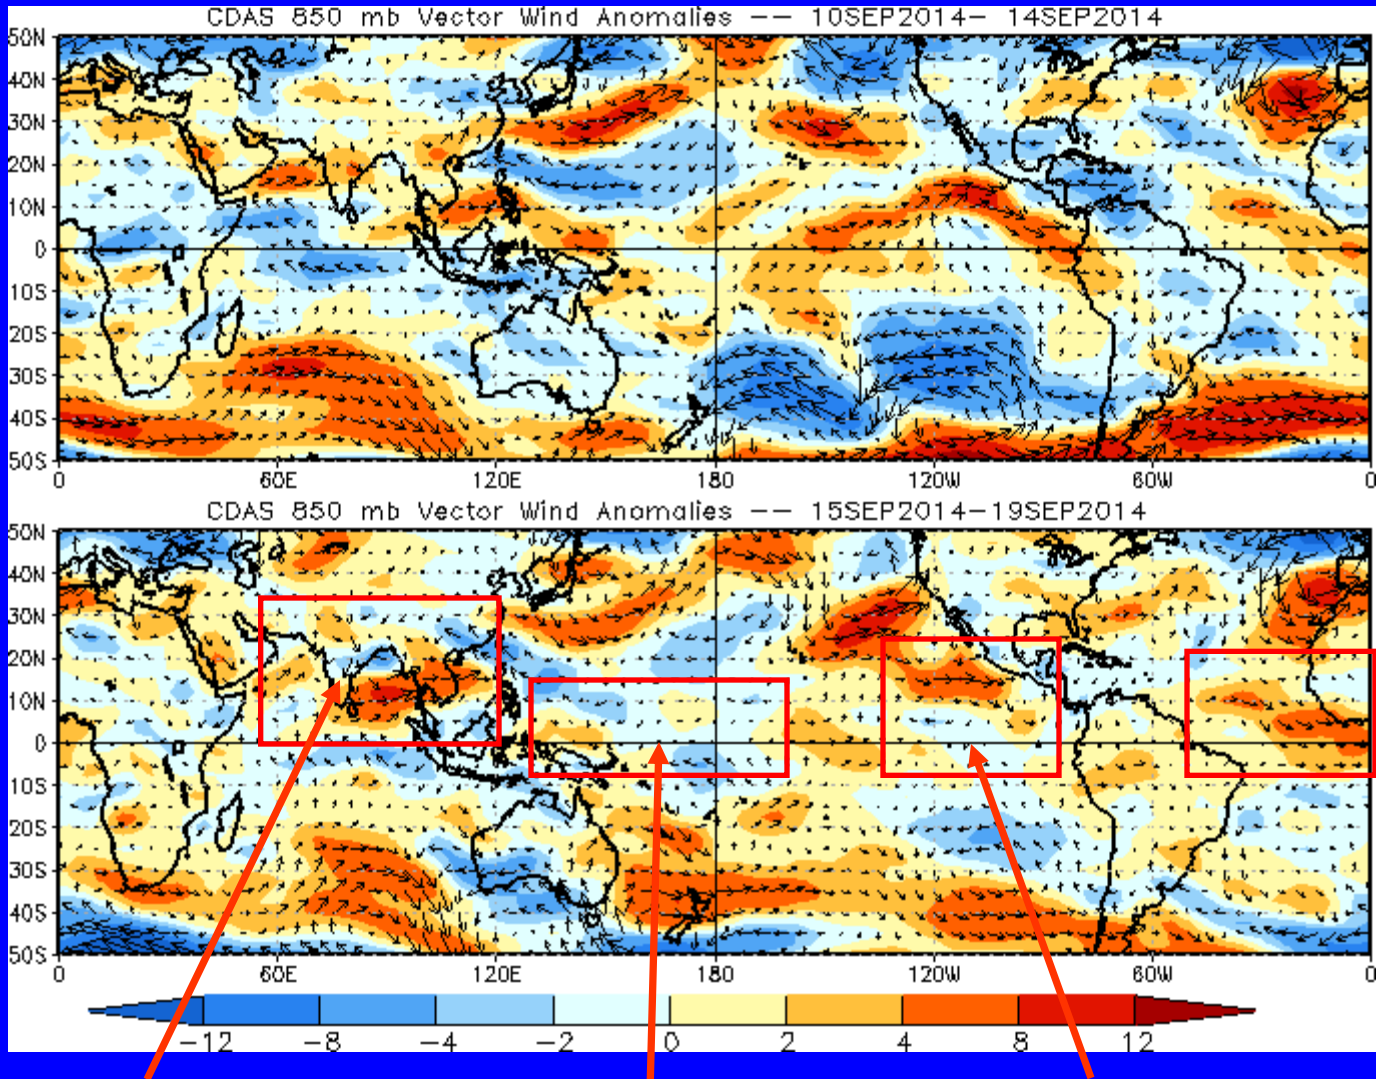 CDAS 850 mb Vector Wind Anomalies -- 10SEP2014- 14SEP2014
50N
40N
30N
20N
10N
0
10S
20S
30S
40S
50S
0 60E 120E 180 120W 60W 0
CDAS 850 mb Vector Wind Anomalies -- 15SEP2014-19SEP2014
50N
40N
30N
20N
10N
0
10S
20S
30S
40S
50S
0 60E 120E 180 120W 60W 0
-12 -8 -4 -2 0 2 4 8 12